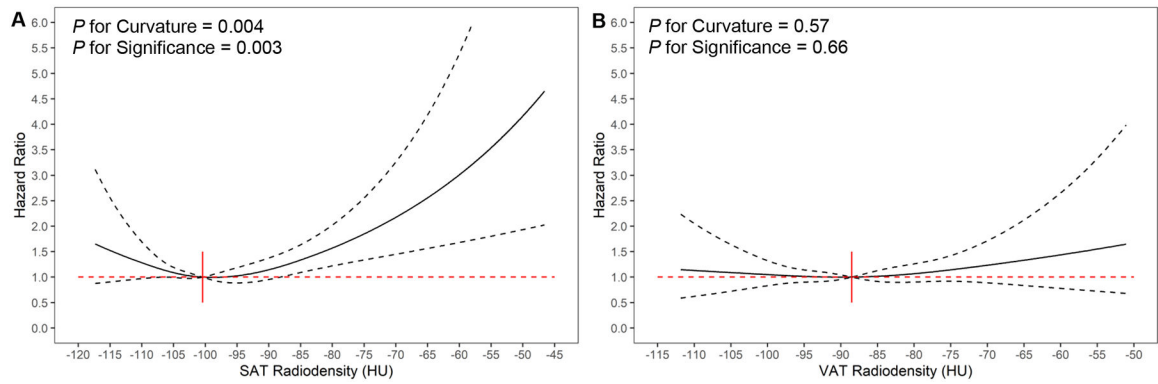 A
P for Curvature = 0.004
P for Significance = 0.003
6.0
5.5
5.0
4.5
4.0
3.5
3.0
2.5
2.0
1.5
1.0
0.5
0.0
Hazard Ratio
-120 -115 -110 -105 -100 -95 -90 -85 -80 -75 -70 -65 -60 -55 -50 -45
SAT Radiodensity (HU)
B
P for Curvature = 0.57
P for Significance = 0.66
6.0
5.5
5.0
4.5
4.0
3.5
3.0
2.5
2.0
1.5
1.0
0.5
0.0
Hazard Ratio
-115 -110 -105 -100 -95 -90 -85 -80 -75 -70 -65 -60 -55 -50
VAT Radiodensity (HU)